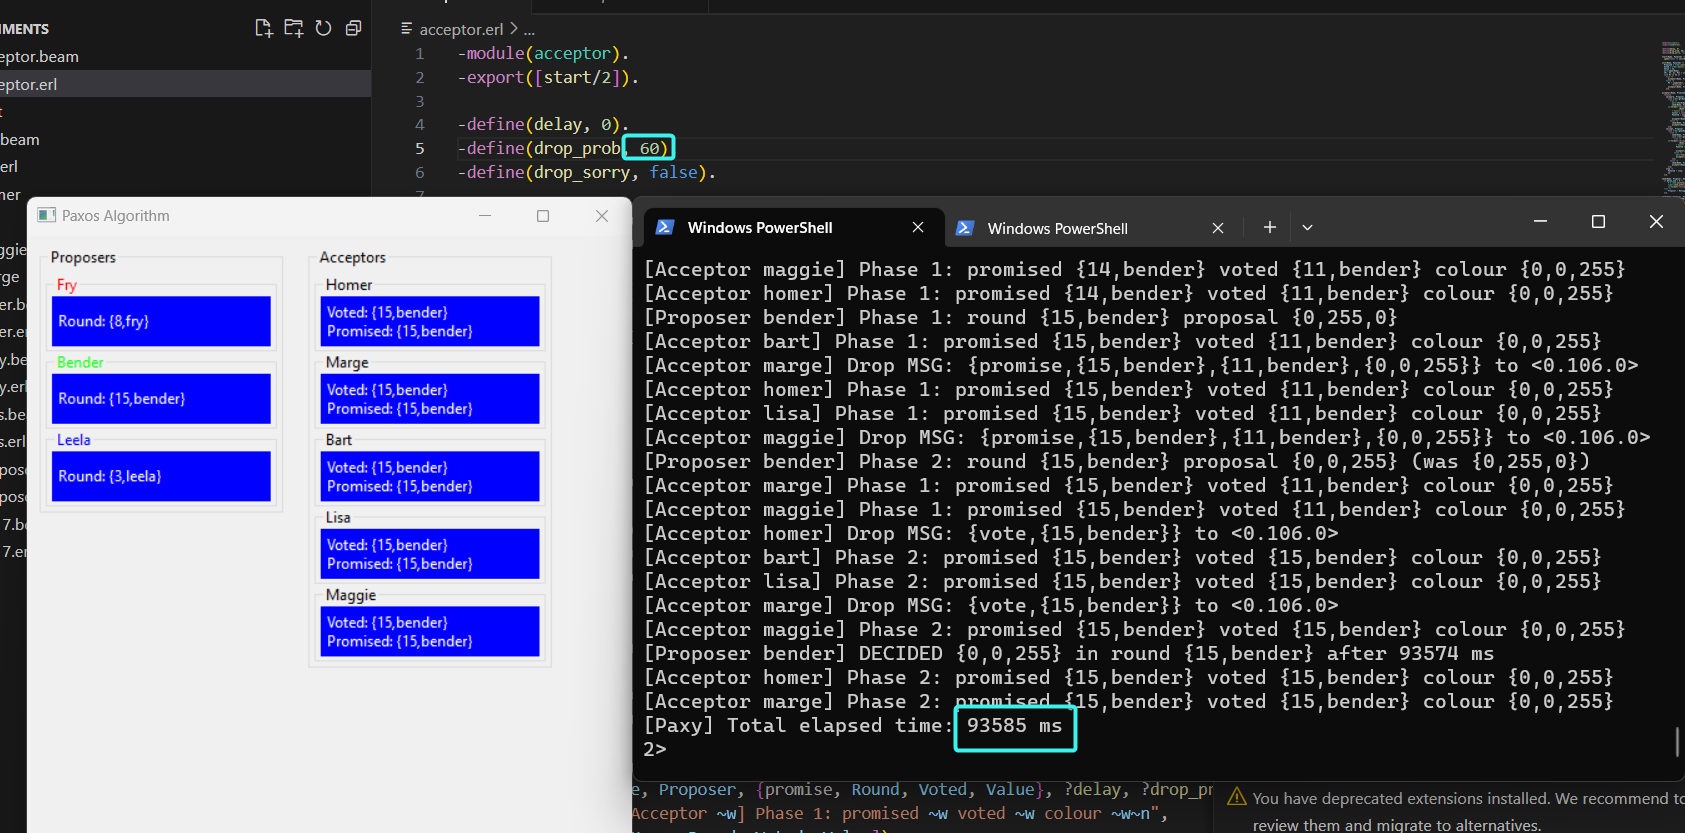 MENTS
eptor.beam
eptor.erl
t
beam
erl
mer
ggie
rge
er.b
er.e
y.be
y.erl
s.bea
s.erl
pose
pose
7.be
7.er
acceptor.erl > ...
1 -module(acceptor).
2 -export([start/2]).
3
4 -define(delay, 0).
5 -define(drop_prob, 60)
6 -define(drop_sorry, false).
7
Paxos Algorithm
Proposers
Fry
Round: {8,fry}
Bender
Round: {15,bender}
Leela
Round: {3,leela}
Acceptors
Homer
Voted: {15,bender}
Promised: {15,bender}
Marge
Voted: {15,bender}
Promised: {15,bender}
Bart
Voted: {15,bender}
Promised: {15,bender}
Lisa
Voted: {15,bender}
Promised: {15,bender}
Maggie
Voted: {15,bender}
Promised: {15,bender}
Windows PowerShell
Windows PowerShell
[Acceptor maggie] Phase 1: promised {14,bender} voted {11,bender} colour {0,0,255}
[Acceptor homer] Phase 1: promised {14,bender} voted {11,bender} colour {0,0,255}
[Proposer bender] Phase 1: round {15,bender} proposal {0,255,0}
[Acceptor bart] Phase 1: promised {15,bender} voted {11,bender} colour {0,0,255}
[Acceptor marge] Drop MSG: {promise,{15,bender},{11,bender},{0,0,255}} to <0.106.0>
[Acceptor homer] Phase 1: promised {15,bender} voted {11,bender} colour {0,0,255}
[Acceptor lisa] Phase 1: promised {15,bender} voted {11,bender} colour {0,0,255}
[Acceptor maggie] Drop MSG: {promise,{15,bender},{11,bender},{0,0,255}} to <0.106.0>
[Proposer bender] Phase 2: round {15,bender} proposal {0,0,255} (was {0,255,0})
[Acceptor marge] Phase 1: promised {15,bender} voted {11,bender} colour {0,0,255}
[Acceptor maggie] Phase 1: promised {15,bender} voted {11,bender} colour {0,0,255}
[Acceptor homer] Drop MSG: {vote,{15,bender}} to <0.106.0>
[Acceptor bart] Phase 2: promised {15,bender} voted {15,bender} colour {0,0,255}
[Acceptor lisa] Phase 2: promised {15,bender} voted {15,bender} colour {0,0,255}
[Acceptor marge] Drop MSG: {vote,{15,bender}} to <0.106.0>
[Acceptor maggie] Phase 2: promised {15,bender} voted {15,bender} colour {0,0,255}
[Proposer bender] DECIDED {0,0,255} in round {15,bender} after 93574 ms
[Acceptor homer] Phase 2: promised {15,bender} voted {15,bender} colour {0,0,255}
[Acceptor marge] Phase 2: promised {15,bender} voted {15,bender} colour {0,0,255}
[Paxy] Total elapsed time: 93585 ms
2>
e, Proposer, {promise, Round, Voted, Value}, ?delay, ?drop_pr
Acceptor ~w] Phase 1: promised ~w voted ~w colour ~w~n",
You have deprecated extensions installed. We recommend to
review them and migrate to alternatives.